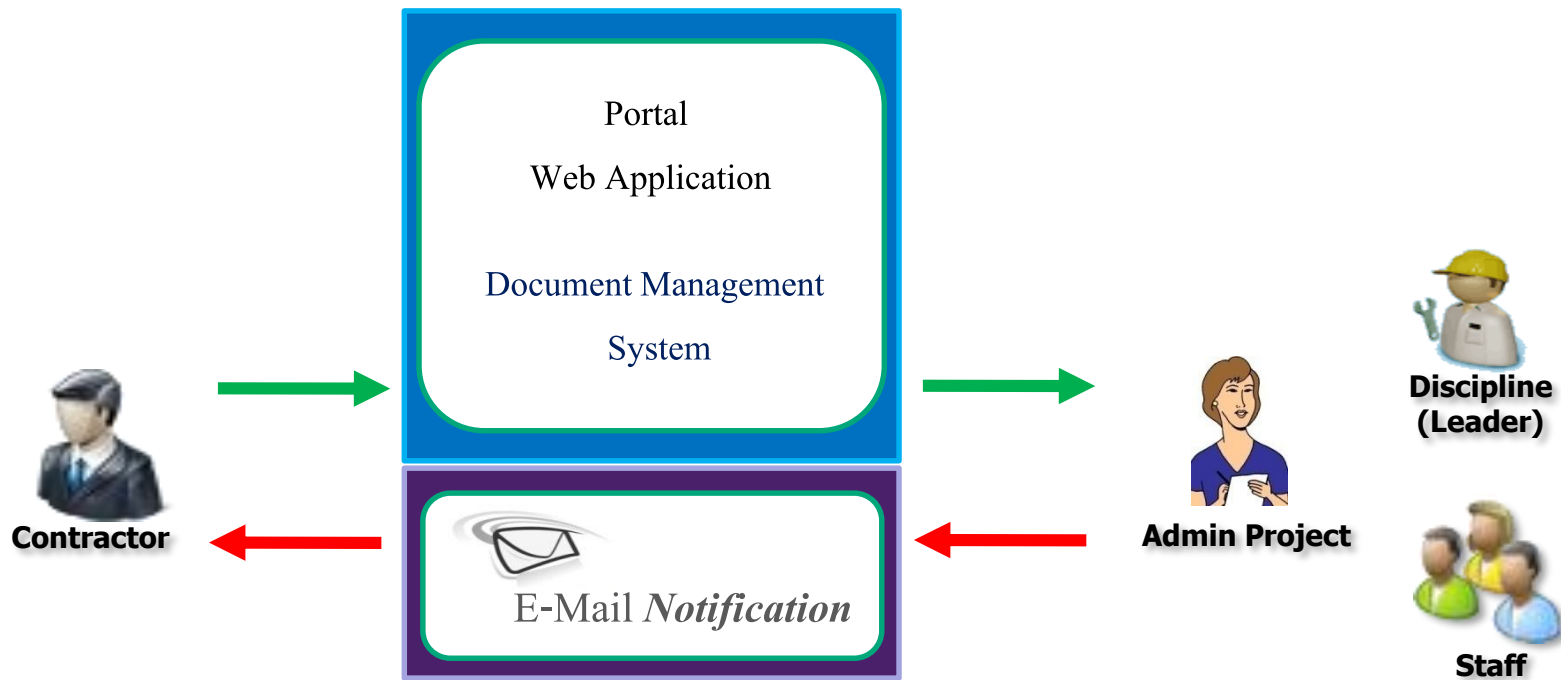 Portal
Web Application
Document Management
System
Contractor
E-Mail Notification
Admin Project
Discipline
(Leader)
Staff